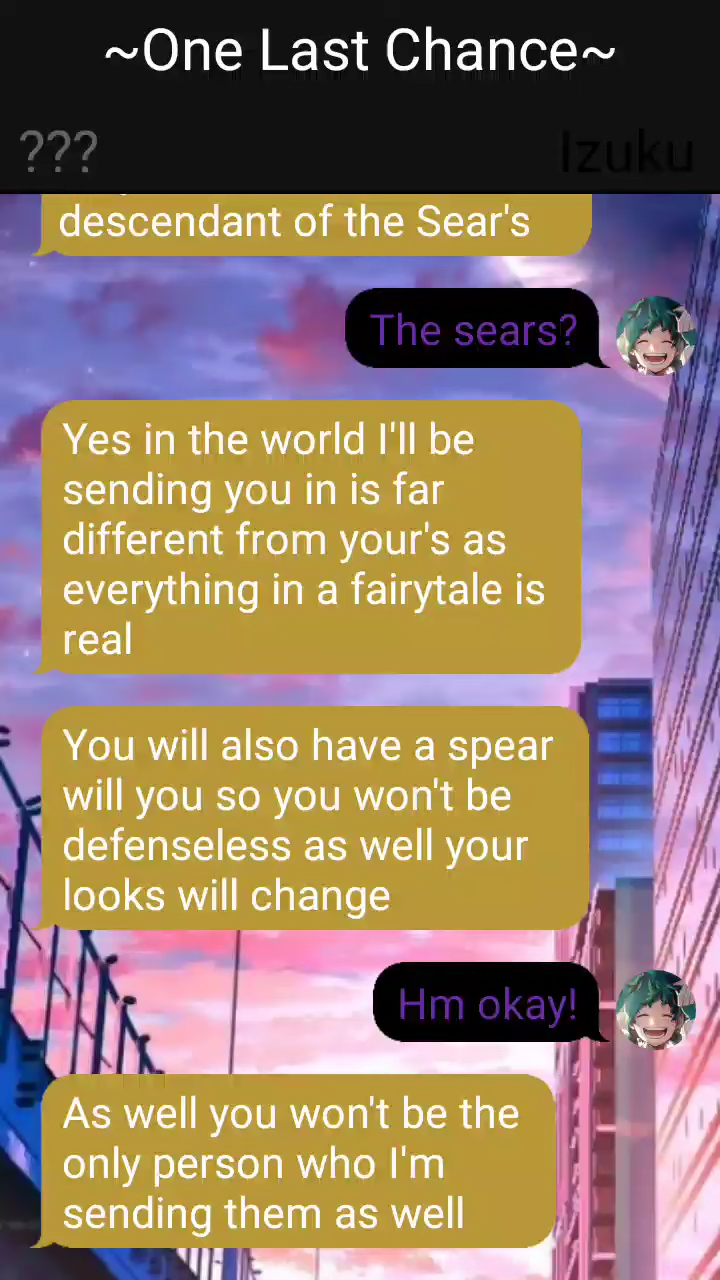 ~One Last Chance~
???
Izuku
descendant of the Sear's
The sears?
Yes in the world I'll be
sending you in is far
different from your's as
everything in a fairytale is
real
You will also have a spear
will you so you won't be
defenseless as well your
looks will change
Hm okay!
As well you won't be the
only person who I'm
sending them as well